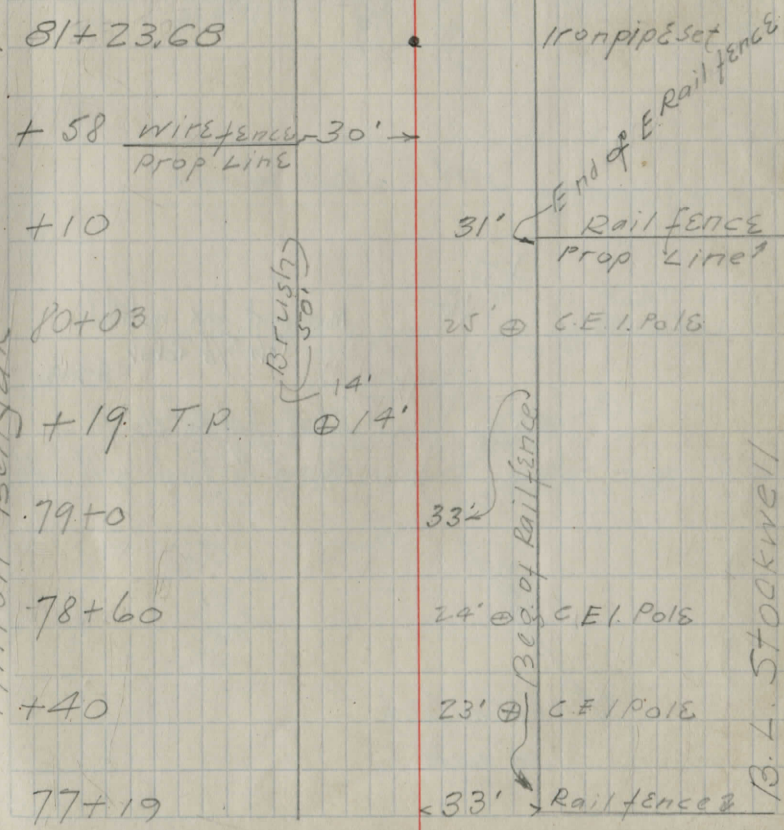 81+23.68 Iron pipe set
+58 wire fence 30'
Prop Line
End of E. Rail fence
+10 31' Rail fence
Prop Line
Brush
50'
80+03 25' ⊕ C.E.I. Pole
14'
+19 T.P. ⊕ 14'
79+0 33'
Beg. of Rail fence
78+60 24' ⊕ C.E.I. Pole
+40 23' ⊕ C.E.I Pole
77+19 33' Rail fence
B.L. Stockwell